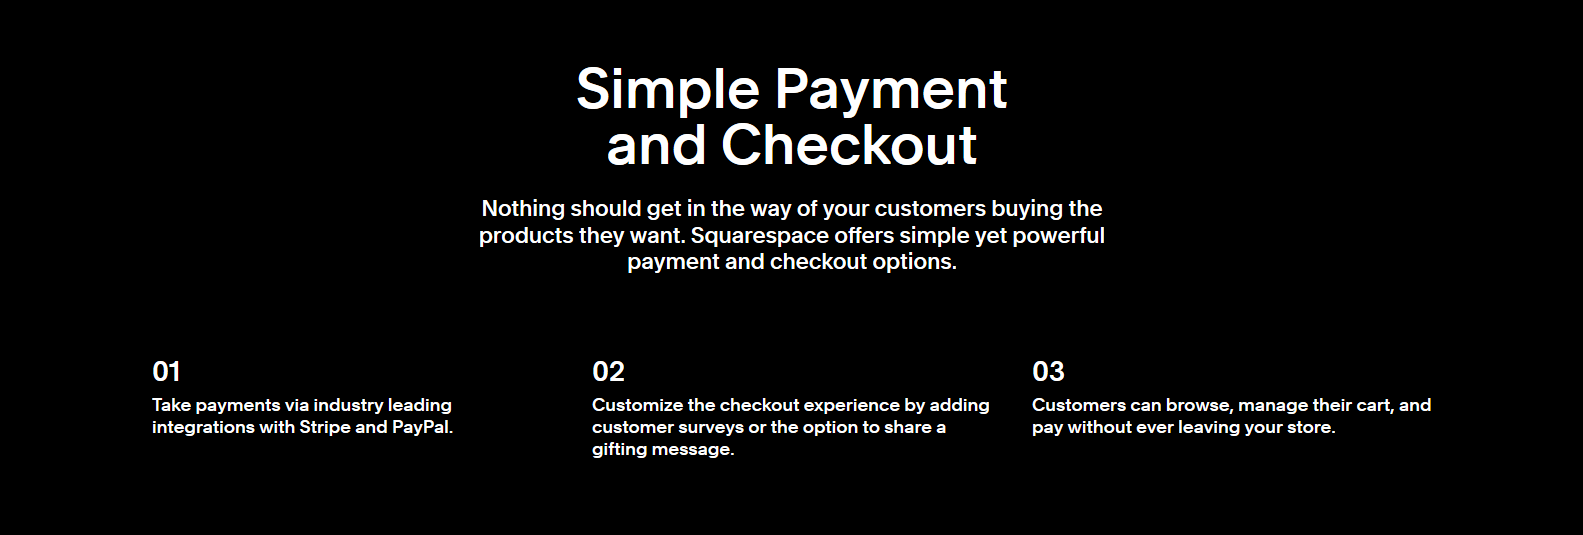 Simple Payment
and Checkout
Nothing should get in the way of your customers buying the
products they want. Squarespace offers simple yet powerful
payment and checkout options.
01
Take payments via industry leading
integrations with Stripe and PayPal.
02
Customize the checkout experience by adding
customer surveys or the option to share a
gifting message.
03
Customers can browse, manage their cart, and
pay without ever leaving your store.